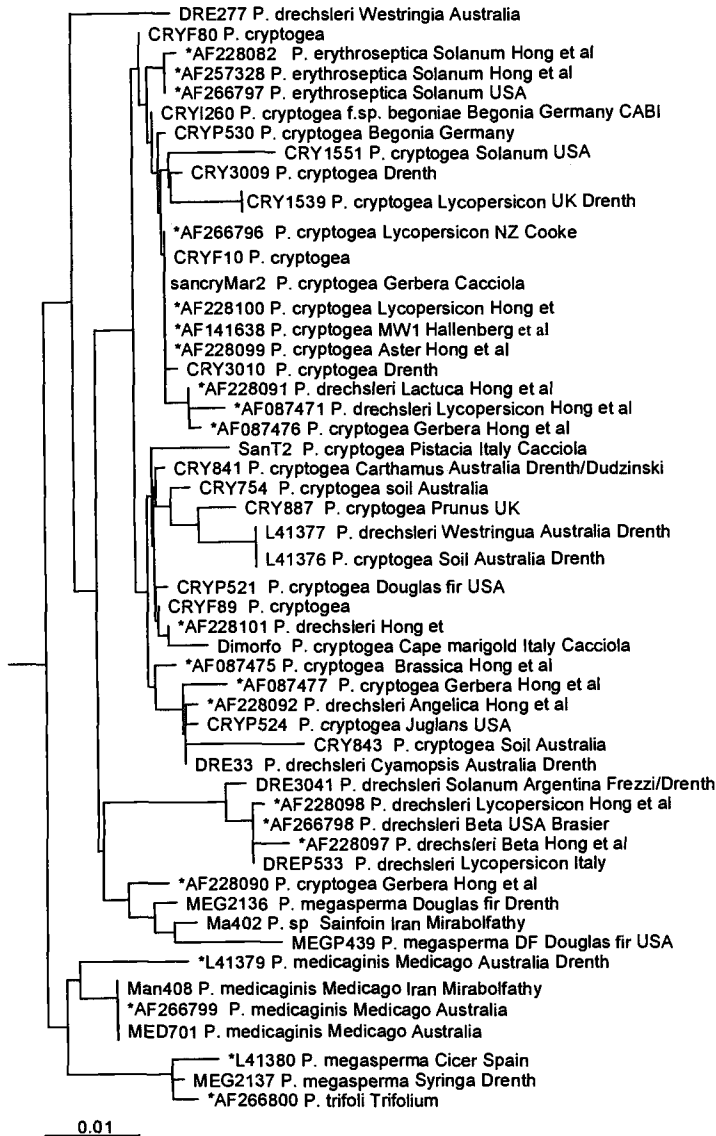 DRE277 P. drechsleri Westringia Australia
CRYF80 P. cryptogea
*AF228082 P. erythroseptica Solanum Hong et al
*AF257328 P. erythroseptica Solanum Hong et al
*AF266797 P. erythroseptica Solanum USA
CRYI260 P. cryptogea f.sp. begoniae Begonia Germany CABI
CRYP530 P. cryptogea Begonia Germany
CRY1551 P. cryptogea Solanum USA
CRY3009 P. cryptogea Drenth
CRY1539 P. cryptogea Lycopersicon UK Drenth
*AF266796 P. cryptogea Lycopersicon NZ Cooke
CRYF10 P. cryptogea
sancryMar2 P. cryptogea Gerbera Cacciola
*AF228100 P. cryptogea Lycopersicon Hong et
*AF141638 P. cryptogea MW1 Hallenberg et al
*AF228099 P. cryptogea Aster Hong et al
CRY3010 P. cryptogea Drenth
*AF228091 P. drechsleri Lactuca Hong et al
*AF087471 P. drechsleri Lycopersicon Hong et al
*AF087476 P. cryptogea Gerbera Hong et al
SanT2 P. cryptogea Pistacia Italy Cacciola
CRY841 P. cryptogea Carthamus Australia Drenth/Dudzinski
CRY754 P. cryptogea soil Australia
CRY887 P. cryptogea Prunus UK
L41377 P. drechsleri Westringua Australia Drenth
L41376 P. cryptogea Soil Australia Drenth
CRYP521 P. cryptogea Douglas fir USA
CRYF89 P. cryptogea
*AF228101 P. drechsleri Hong et
Dimorfo P. cryptogea Cape marigold Italy Cacciola
*AF087475 P. cryptogea Brassica Hong et al
*AF087477 P. cryptogea Gerbera Hong et al
*AF228092 P. drechsleri Angelica Hong et al
CRYP524 P. cryptogea Juglans USA
CRY843 P. cryptogea Soil Australia
DRE33 P. drechsleri Cyamopsis Australia Drenth
DRE3041 P. drechsleri Solanum Argentina Frezzi/Drenth
*AF228098 P. drechsleri Lycopersicon Hong et al
*AF266798 P. drechsleri Beta USA Brasier
*AF228097 P. drechsleri Beta Hong et al
DREP533 P. drechsleri Lycopersicon Italy
*AF228090 P. cryptogea Gerbera Hong et al
MEG2136 P. megasperma Douglas fir Drenth
Ma402 P. sp Sainfoin Iran Mirabolfathy
MEGP439 P. megasperma DF Douglas fir USA
*L41379 P. medicaginis Medicago Australia Drenth
Man408 P. medicaginis Medicago Iran Mirabolfathy
*AF266799 P. medicaginis Medicago Australia
MED701 P. medicaginis Medicago Australia
*L41380 P. megasperma Cicer Spain
MEG2137 P. megasperma Syringa Drenth
*AF266800 P. trifoli Trifolium
0.01